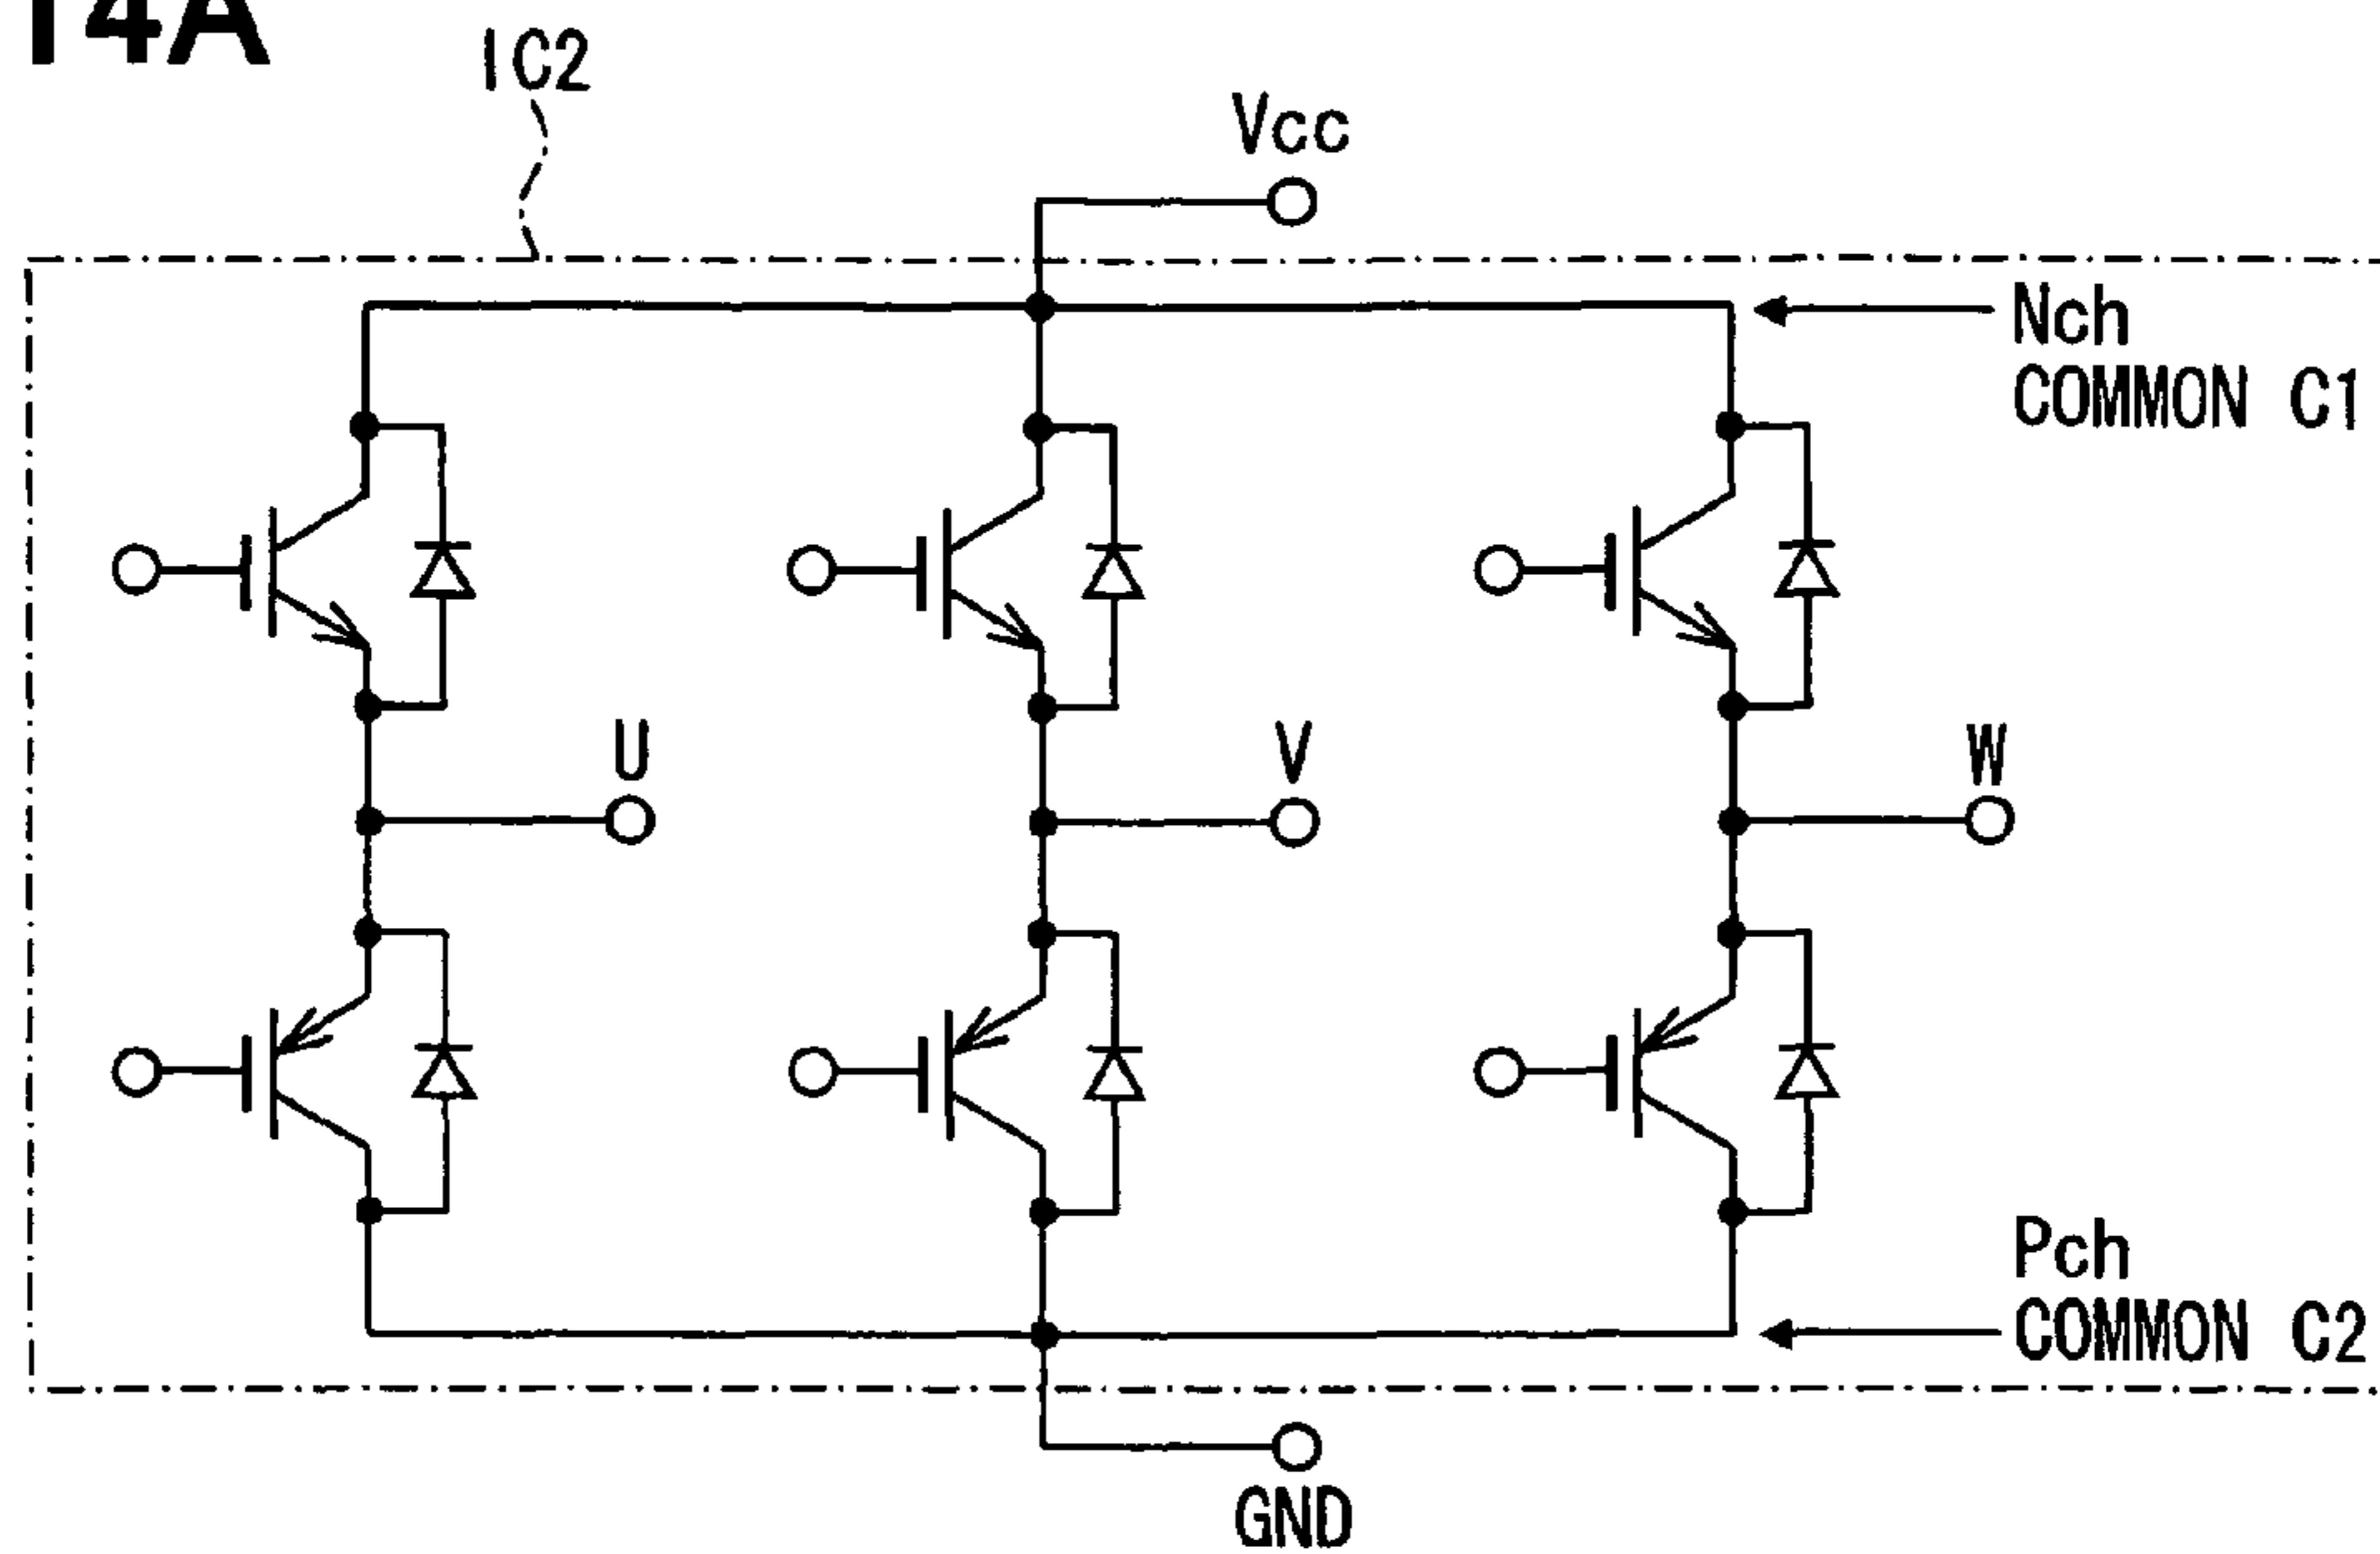 14A
IC2
Vcc
Nch
COMMON C1
U
V
W
Pch
COMMON C2
GND